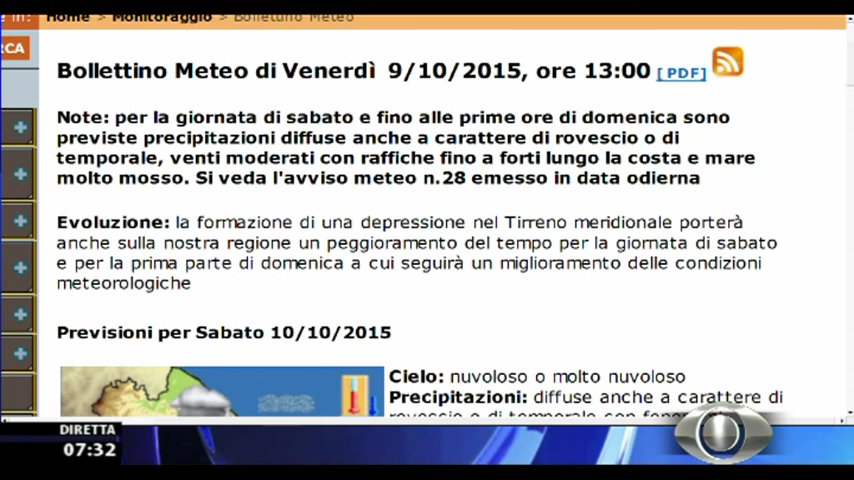 e in: Home > Monitoraggio > Bollettino Meteo
RCA
Bollettino Meteo di Venerdì 9/10/2015, ore 13:00 [PDF]
Note: per la giornata di sabato e fino alle prime ore di domenica sono
previste precipitazioni diffuse anche a carattere di rovescio o di
temporale, venti moderati con raffiche fino a forti lungo la costa e mare
molto mosso. Si veda l'avviso meteo n.28 emesso in data odierna
Evoluzione: la formazione di una depressione nel Tirreno meridionale porterà
anche sulla nostra regione un peggioramento del tempo per la giornata di sabato
e per la prima parte di domenica a cui seguirà un miglioramento delle condizioni
meteorologiche
Previsioni per Sabato 10/10/2015
Cielo: nuvoloso o molto nuvoloso
Precipitazioni: diffuse anche a carattere di
rovescio o di temporale con
DIRETTA
07:32